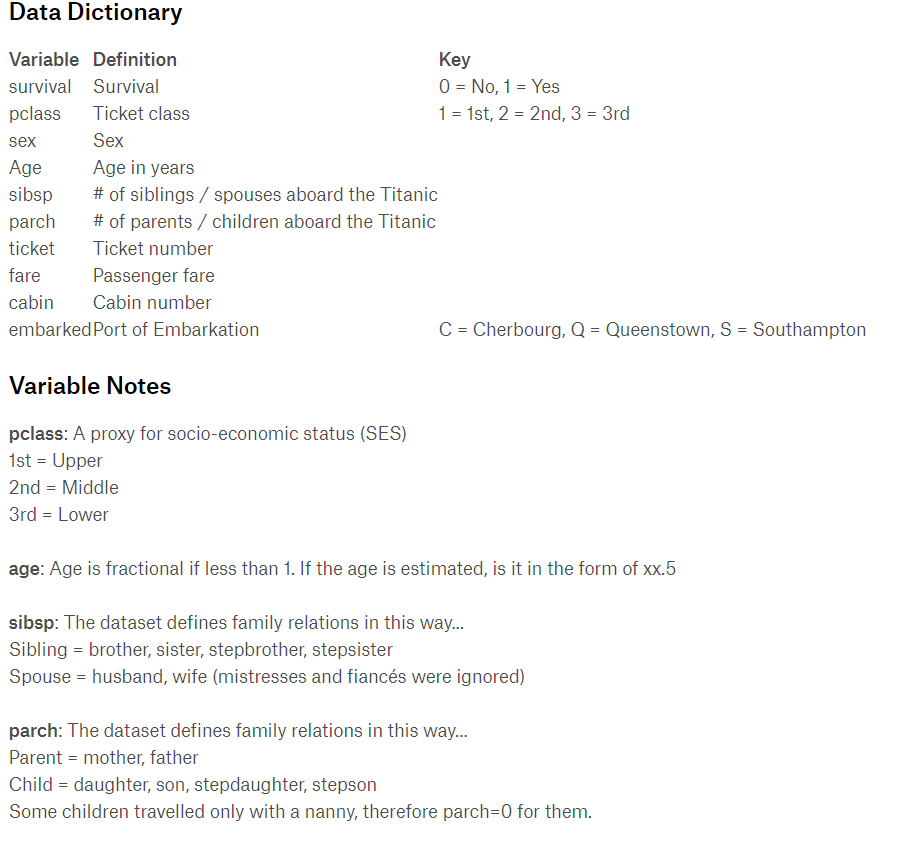 Data Dictionary
Variable Definition Key
survival Survival 0 = No, 1 = Yes
pclass Ticket class 1 = 1st, 2 = 2nd, 3 = 3rd
sex Sex
Age Age in years
sibsp # of siblings / spouses aboard the Titanic
parch # of parents / children aboard the Titanic
ticket Ticket number
fare Passenger fare
cabin Cabin number
embarked Port of Embarkation C = Cherbourg, Q = Queenstown, S = Southampton
Variable Notes
pclass: A proxy for socio-economic status (SES)
1st = Upper
2nd = Middle
3rd = Lower
age: Age is fractional if less than 1. If the age is estimated, is it in the form of xx.5
sibsp: The dataset defines family relations in this way...
Sibling = brother, sister, stepbrother, stepsister
Spouse = husband, wife (mistresses and fiancés were ignored)
parch: The dataset defines family relations in this way...
Parent = mother, father
Child = daughter, son, stepdaughter, stepson
Some children travelled only with a nanny, therefore parch=0 for them.